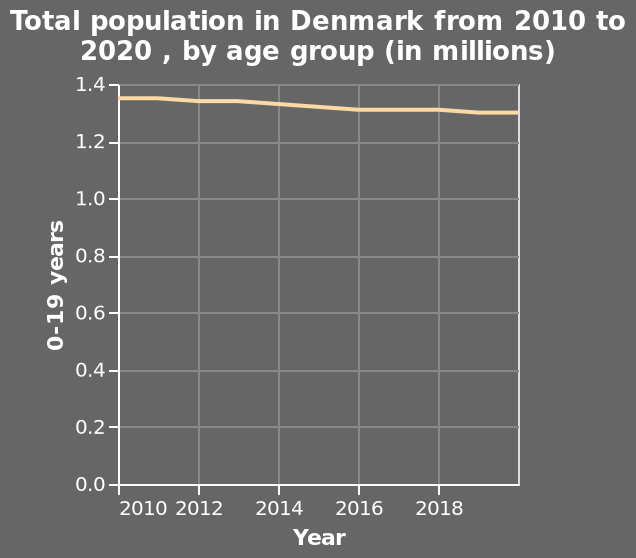 Total population in Denmark from 2010 to
2020 , by age group (in millions)
1.4
1.2
1.0
0.8
0.6
0.4
0.2
0.0
0-19 years
2010 2012 2014 2016 2018
Year